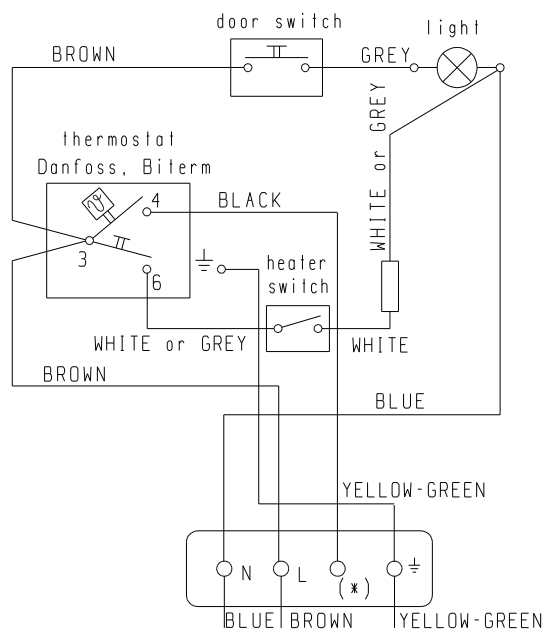 door switch
light
BROWN
GREY
WHITE or GREY
thermostat
Danfoss, Biterm
4
BLACK
3
6
heater
switch
WHITE or GREY
WHITE
BROWN
BLUE
YELLOW-GREEN
N
L
(*)
BLUE
BROWN
YELLOW-GREEN